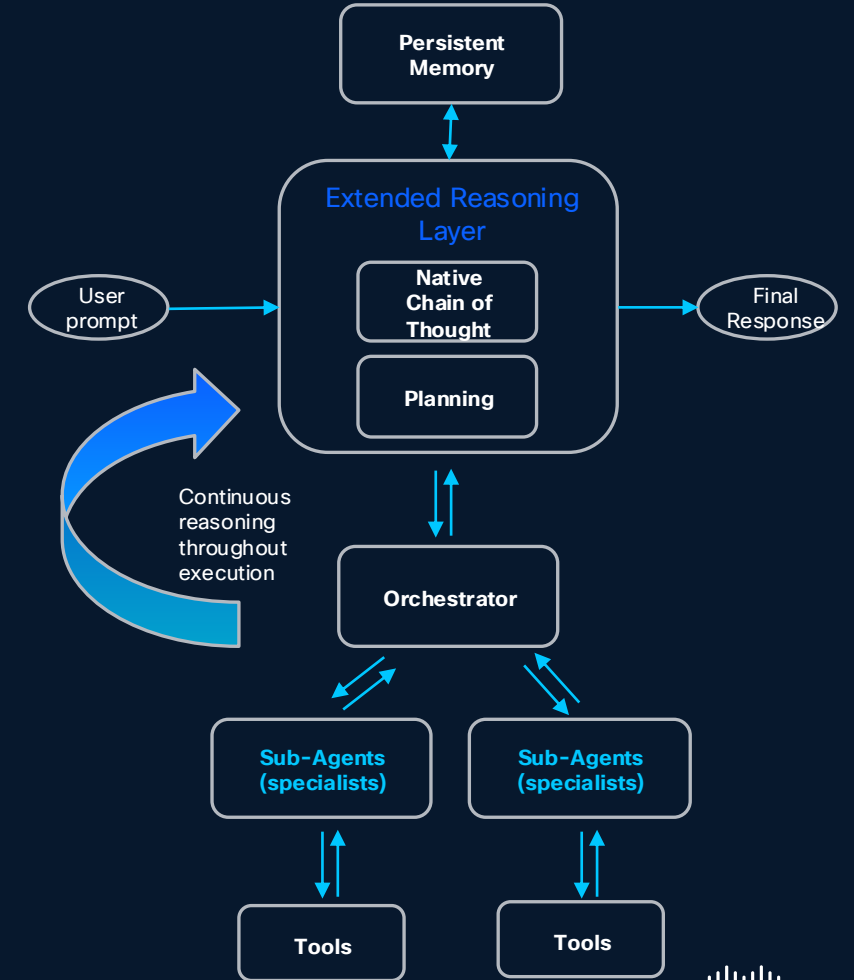 Persistent
Memory
Extended Reasoning
Layer
Native
Chain of
Thought
User
prompt
Final
Response
Planning
Continuous
reasoning
throughout
execution
Orchestrator
Sub-Agents
(specialists)
Sub-Agents
(specialists)
Tools
Tools